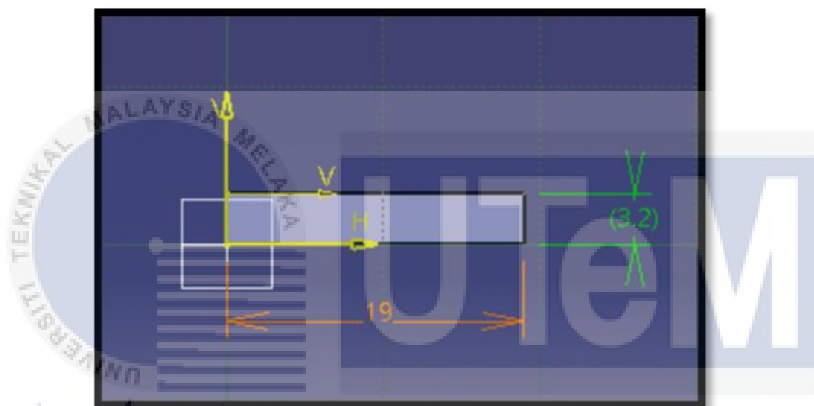 UNIVERSITI TEKNIKAL MALAYSIA MELAKA
UTeM
V
V
H
(3.2)
19